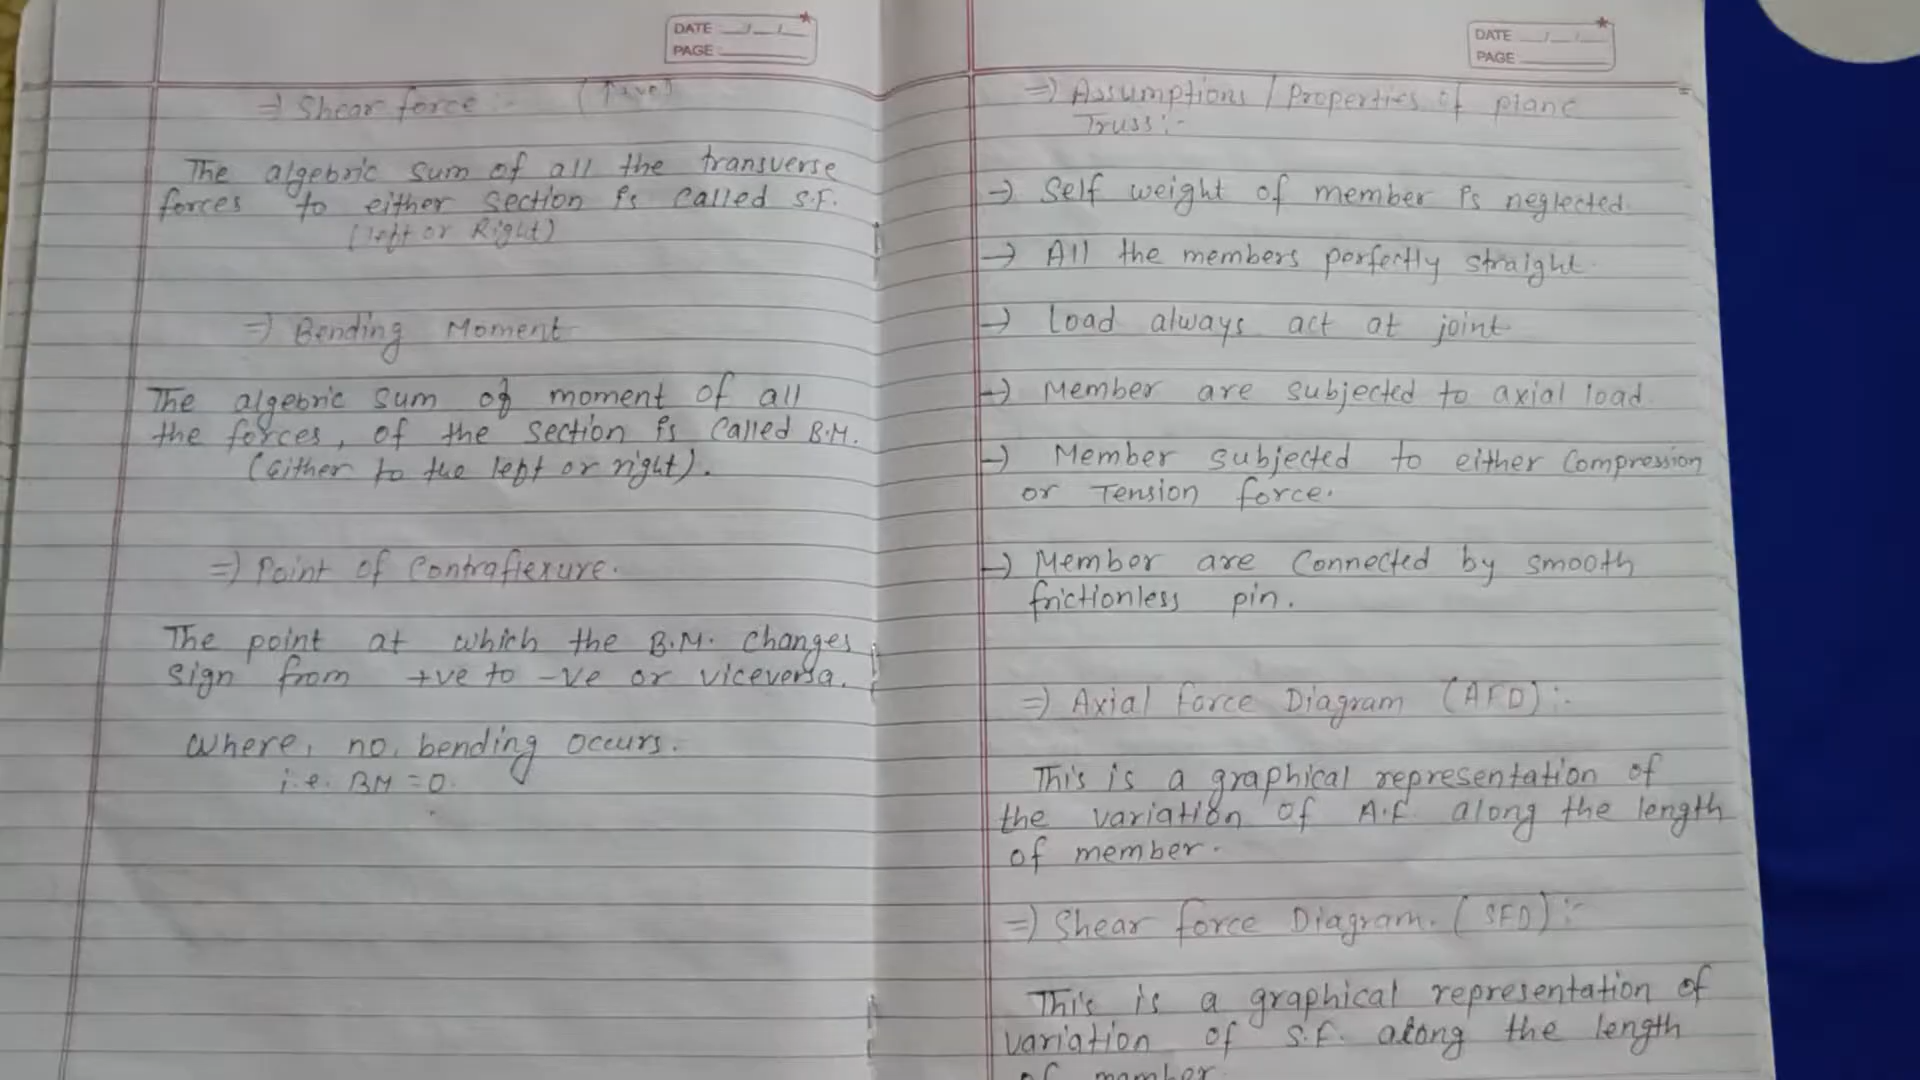 DATE
PAGE
=> Shear force :- (↑+ve)
The algebric sum of all the transverse
forces to either section is called S.F.
(left or Right)
=> Bending Moment
The algebric sum of moment of all
the forces, of the section is called B.M.
(Either to the left or right).
=> Point of Contraflexure.
The point at which the B.M. changes
sign from +ve to -ve or viceversa.
where, no, bending occurs.
i.e. BM = 0.
DATE
PAGE
=> Assumptions / Properties of plane
Truss :-
-> Self weight of member is neglected.
-> All the members perfectly straight.
-> Load always act at joint
-> Member are subjected to axial load.
-> Member subjected to either Compression
or Tension force.
-> Member are Connected by smooth
frictionless pin.
=> Axial force Diagram (AFD) :-
This is a graphical representation of
the variation of A.F. along the length
of member.
=> Shear force Diagram. (SFD) :-
This is a graphical representation of
variation of S.F. along the length
of member